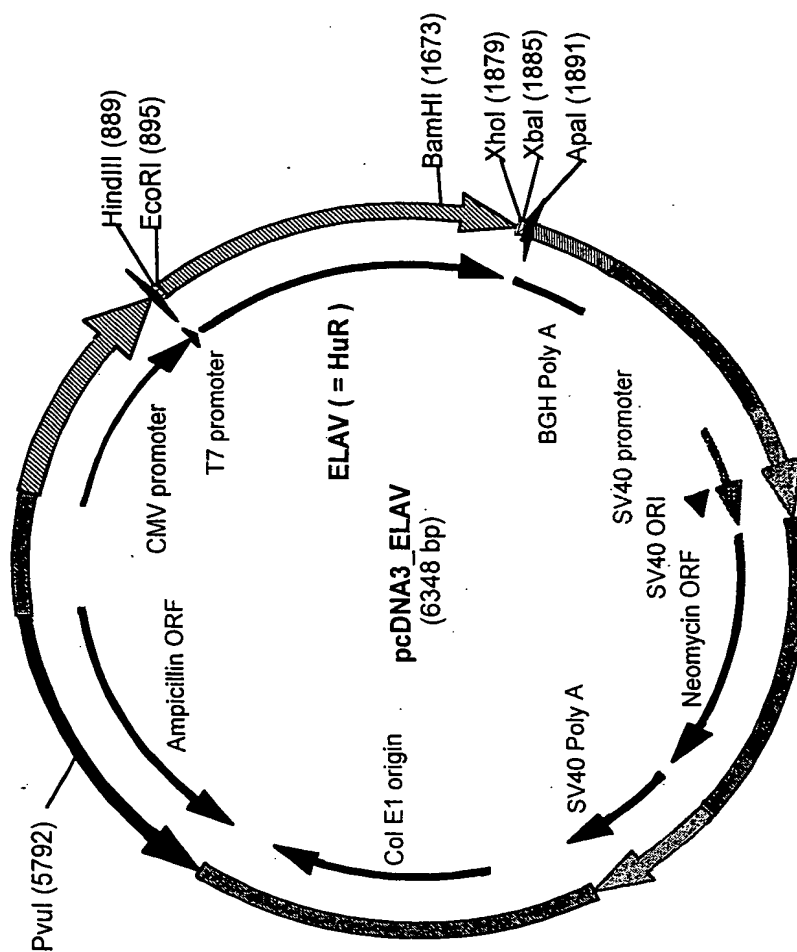 HindIII (889)
EcoRI (895)
BamHI (1673)
XhoI (1879)
XbaI (1885)
ApaI (1891)
PvuI (5792)
CMV promoter
T7 promoter
ELAV ( = HuR )
BGH Poly A
pcDNA3_ELAV
(6348 bp)
SV40 promoter
SV40 ORI
Neomycin ORF
SV40 Poly A
Col E1 origin
Ampicillin ORF